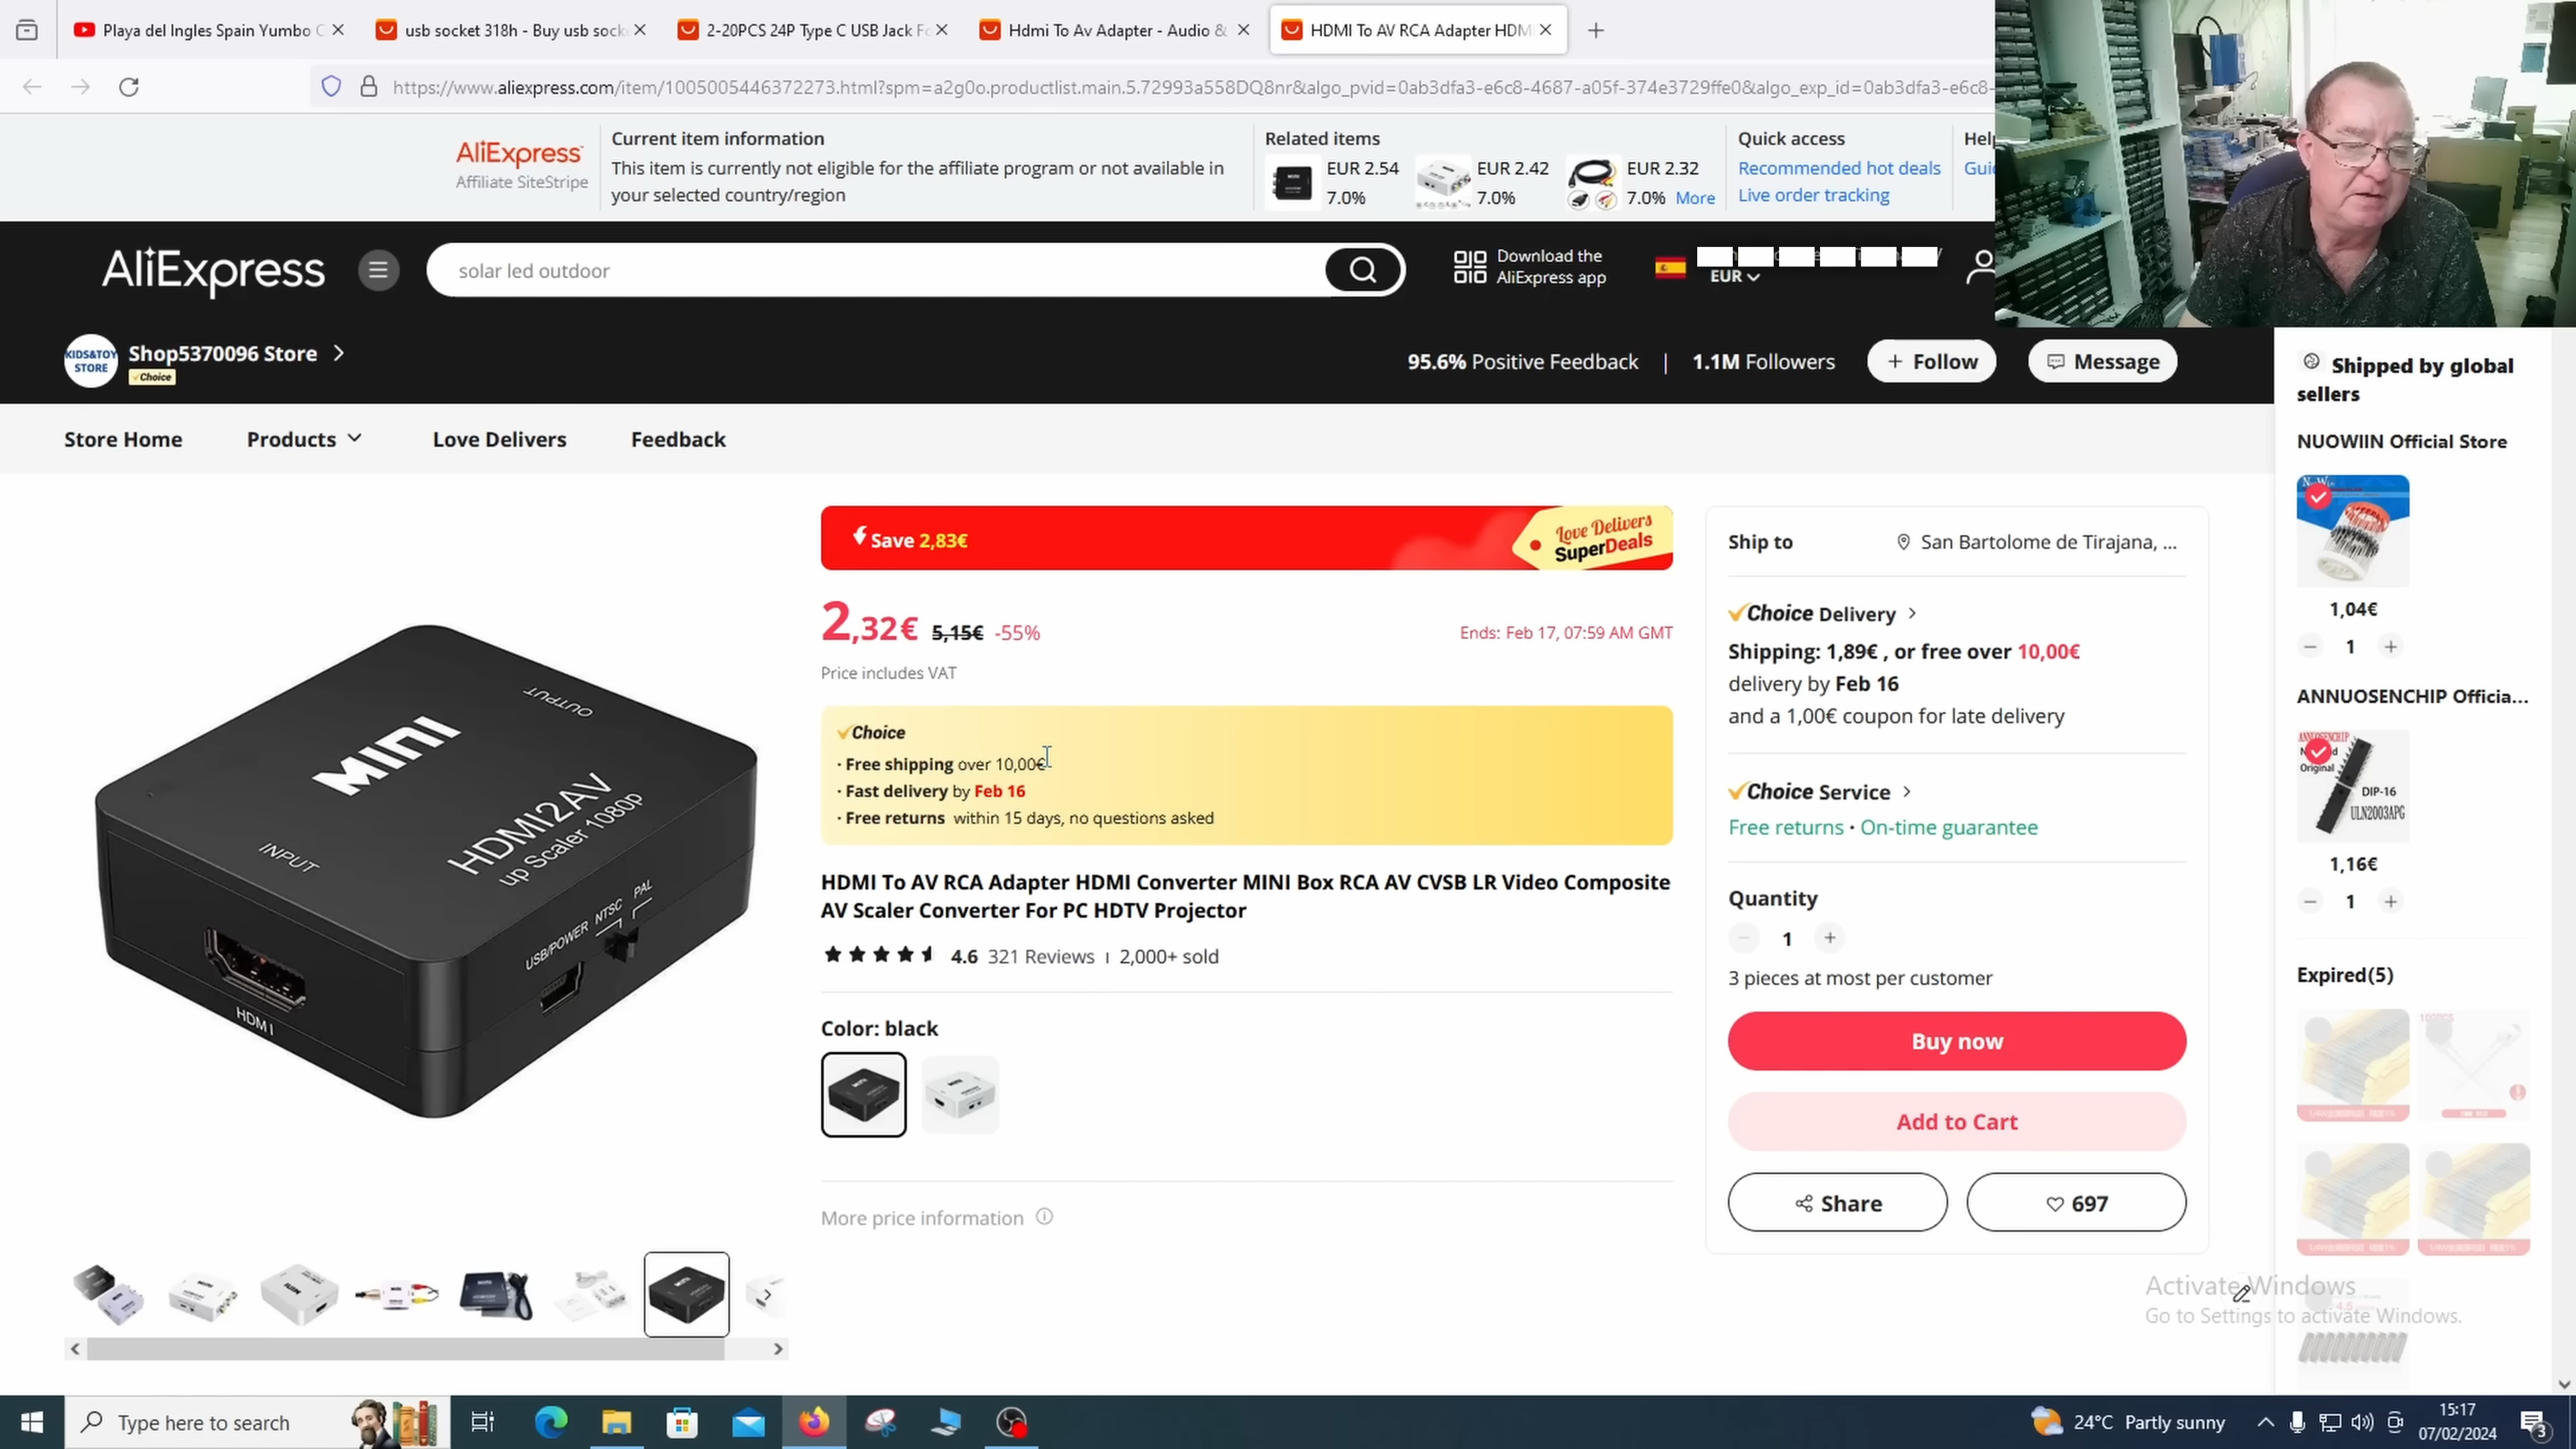 Playa del Ingles Spain Yumbo C
usb socket 318h - Buy usb sock
2-20PCS 24P Type C USB Jack Fe
Hdmi To Av Adapter - Audio &
HDMI To AV RCA Adapter HDMI
https://www.aliexpress.com/item/1005005446372273.html?spm=a2g0o.productlist.main.5.72993a558DQ8nr&algo_pvid=0ab3dfa3-e6c8-4687-a05f-374e3729ffe0&algo_exp_id=0ab3dfa3-e6c8-
AliExpress
Affiliate SiteStripe
Current item information
This item is currently not eligible for the affiliate program or not available in
your selected country/region
Related items
EUR 2.54
7.0%
EUR 2.42
7.0%
EUR 2.32
7.0% More
Quick access
Recommended hot deals
Live order tracking
Help
Guid
AliExpress
solar led outdoor
Download the
AliExpress app
EUR
KIDS&TOY
STORE
Shop5370096 Store
Choice
95.6% Positive Feedback | 1.1M Followers
+ Follow
Message
Store Home
Products
Love Delivers
Feedback
MINI
OUTPUT
HDMI2AV
up Scaler 1080p
INPUT
USB/POWER
NTSC
PAL
HDMI
Save 2,83€
Love Delivers
SuperDeals
2,32€ 5,15€ -55%
Ends: Feb 17, 07:59 AM GMT
Price includes VAT
Choice
· Free shipping over 10,00€
· Fast delivery by Feb 16
· Free returns within 15 days, no questions asked
HDMI To AV RCA Adapter HDMI Converter MINI Box RCA AV CVSB LR Video Composite
AV Scaler Converter For PC HDTV Projector
4.6 321 Reviews | 2,000+ sold
Color: black
More price information
Ship to
San Bartolome de Tirajana, ...
Choice Delivery
Shipping: 1,89€ , or free over 10,00€
delivery by Feb 16
and a 1,00€ coupon for late delivery
Choice Service
Free returns · On-time guarantee
Quantity
1
3 pieces at most per customer
Buy now
Add to Cart
Share
697
Shipped by global
sellers
NUOWIIN Official Store
1,04€
1
ANNUOSENCHIP Officia...
ANNUOSENCHIP
Original
DIP-16
ULN2003APG
1,16€
1
Expired(5)
Activate Windows
Go to Settings to activate Windows.
Type here to search
24°C Partly sunny
15:17
07/02/2024
3